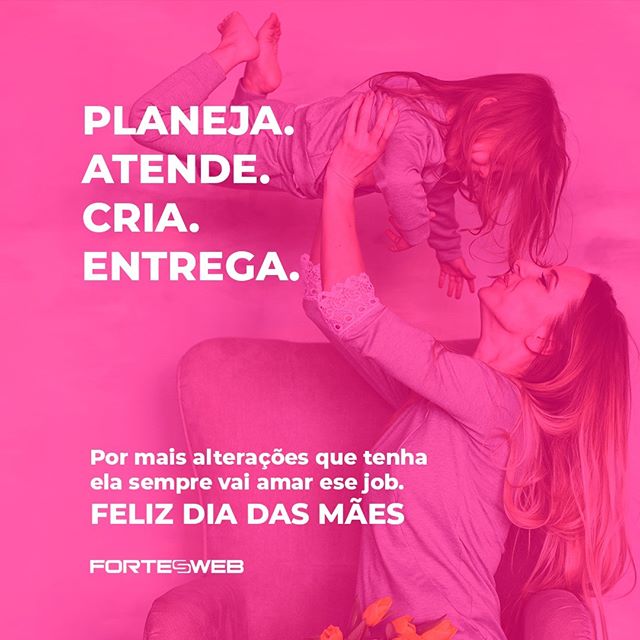 PLANEJA.
ATENDE.
CRIA.
ENTREGA.
Por mais alterações que tenha
ela sempre vai amar ese job.
FELIZ DIA DAS MÃES
FORTESWEB